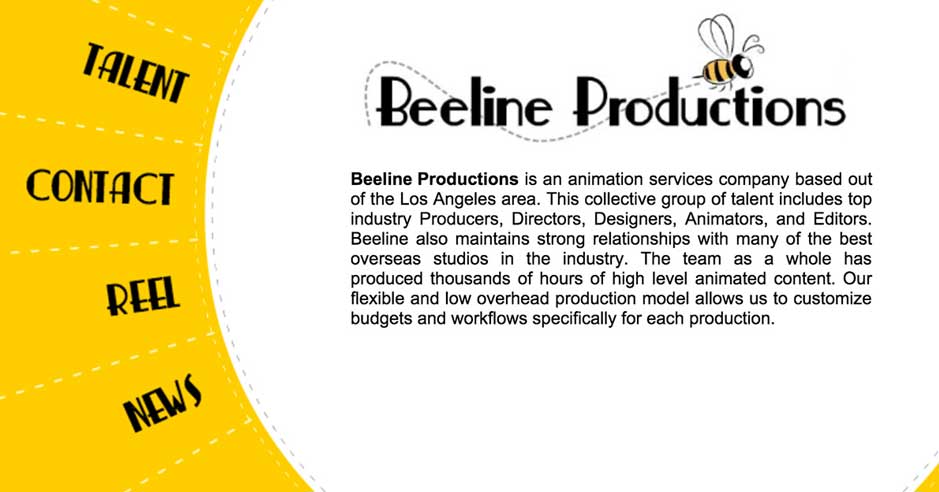 TALENT
CONTACT
REEL
NEWS
Beeline Productions
Beeline Productions is an animation services company based out
of the Los Angeles area. This collective group of talent includes top
industry Producers, Directors, Designers, Animators, and Editors.
Beeline also maintains strong relationships with many of the best
overseas studios in the industry. The team as a whole has
produced thousands of hours of high level animated content. Our
flexible and low overhead production model allows us to customize
budgets and workflows specifically for each production.